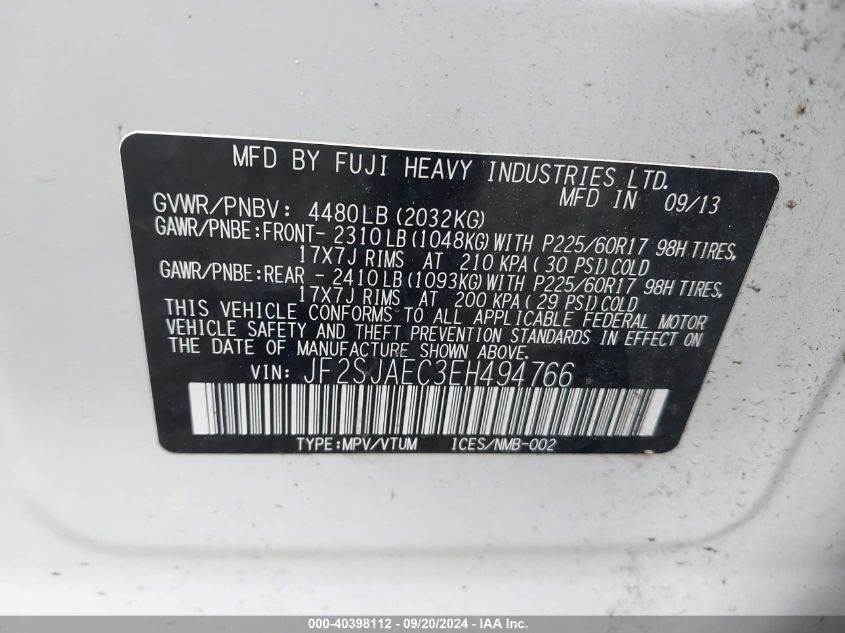 MFD BY FUJI HEAVY INDUSTRIES LTD.
MFD IN 09/13
GVWR/PNBV: 4480LB (2032KG)
GAWR/PNBE:FRONT- 2310LB (1048KG) WITH P225/60R17 98H TIRES,
17X7J RIMS AT 210 KPA ( 30 PSI) COLD
GAWR/PNBE:REAR - 2410LB (1093KG) WITH P225/60R17 98H TIRES,
17X7J RIMS AT 200 KPA ( 29 PSI) COLD
THIS VEHICLE CONFORMS TO ALL APPLICABLE FEDERAL MOTOR
VEHICLE SAFETY AND THEFT PREVENTION STANDARDS IN EFFECT ON
THE DATE OF MANUFACTURE SHOWN ABOVE.
VIN: JF2SJAEC3EH494766
TYPE:MPV/VTUM ICES/NMB-002
000-40398112 - 09/20/2024 - IAA Inc.